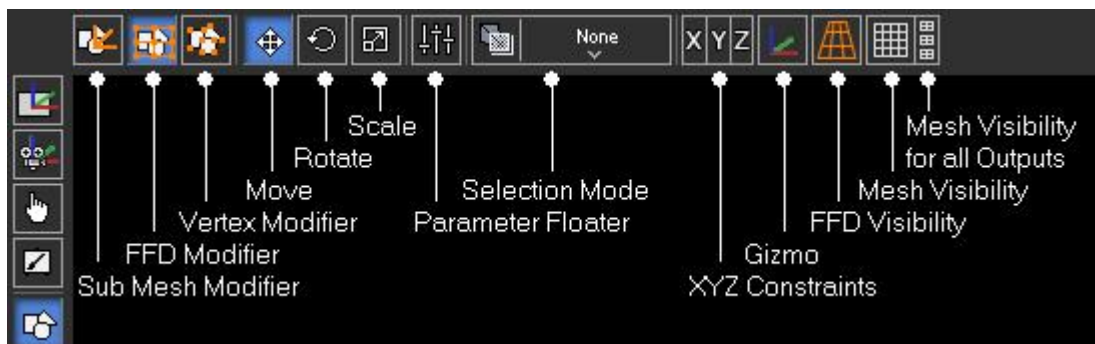 None
X Y Z
Scale
Mesh Visibility
for all Outputs
Rotate
Move
Selection Mode
Mesh Visibility
Vertex Modifier
Parameter Floater
FFD Visibility
FFD Modifier
Gizmo
Sub Mesh Modifier
XYZ Constraints